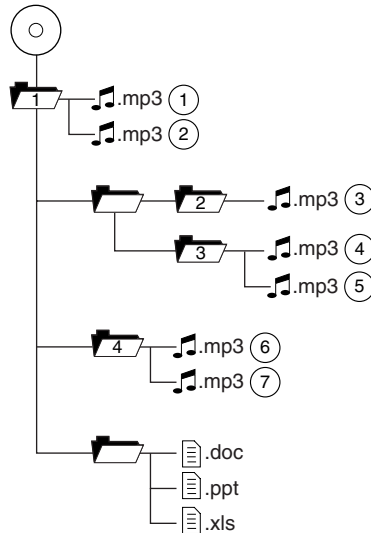 1 .mp3 1
.mp3 2
2 .mp3 3
3 .mp3 4
.mp3 5
4 .mp3 6
.mp3 7
.doc
.ppt
.xls